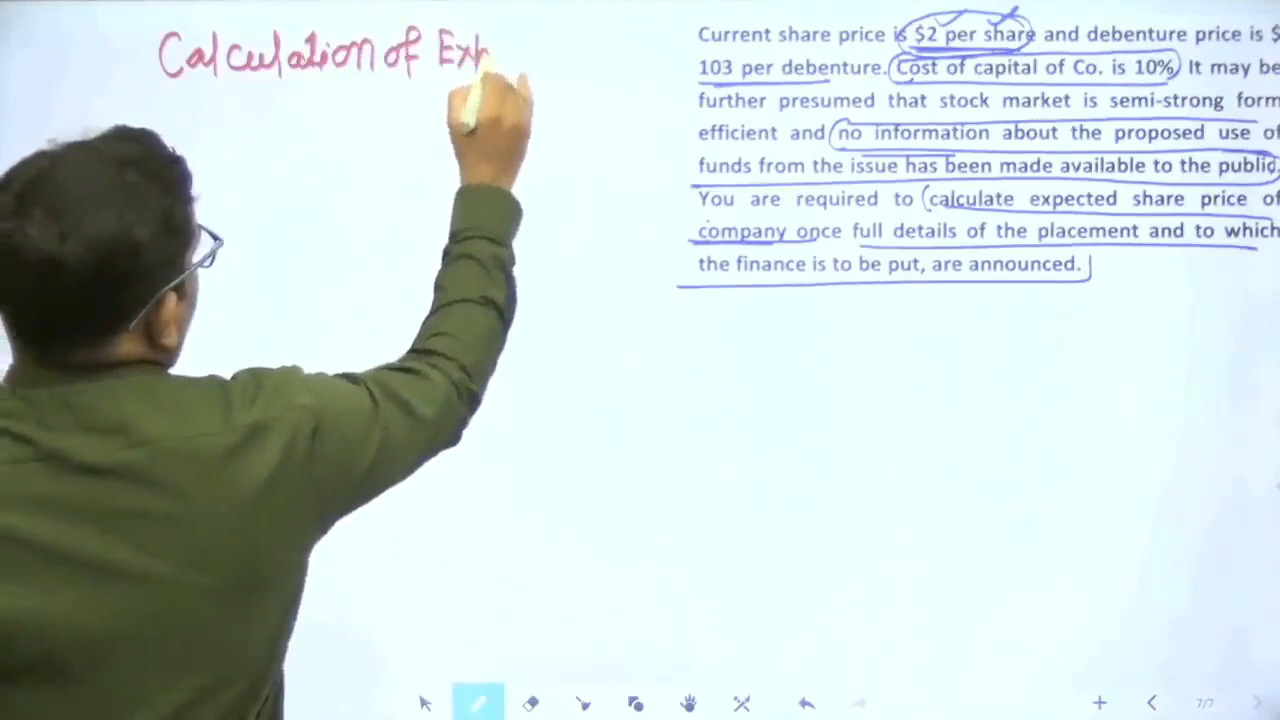 Calculation of Exp
Current share price is $2 per share and debenture price is $
103 per debenture. Cost of capital of Co. is 10% It may be
further presumed that stock market is semi-strong form
efficient and no information about the proposed use of
funds from the issue has been made available to the public.
You are required to calculate expected share price of
company once full details of the placement and to which
the finance is to be put, are announced.
7/7